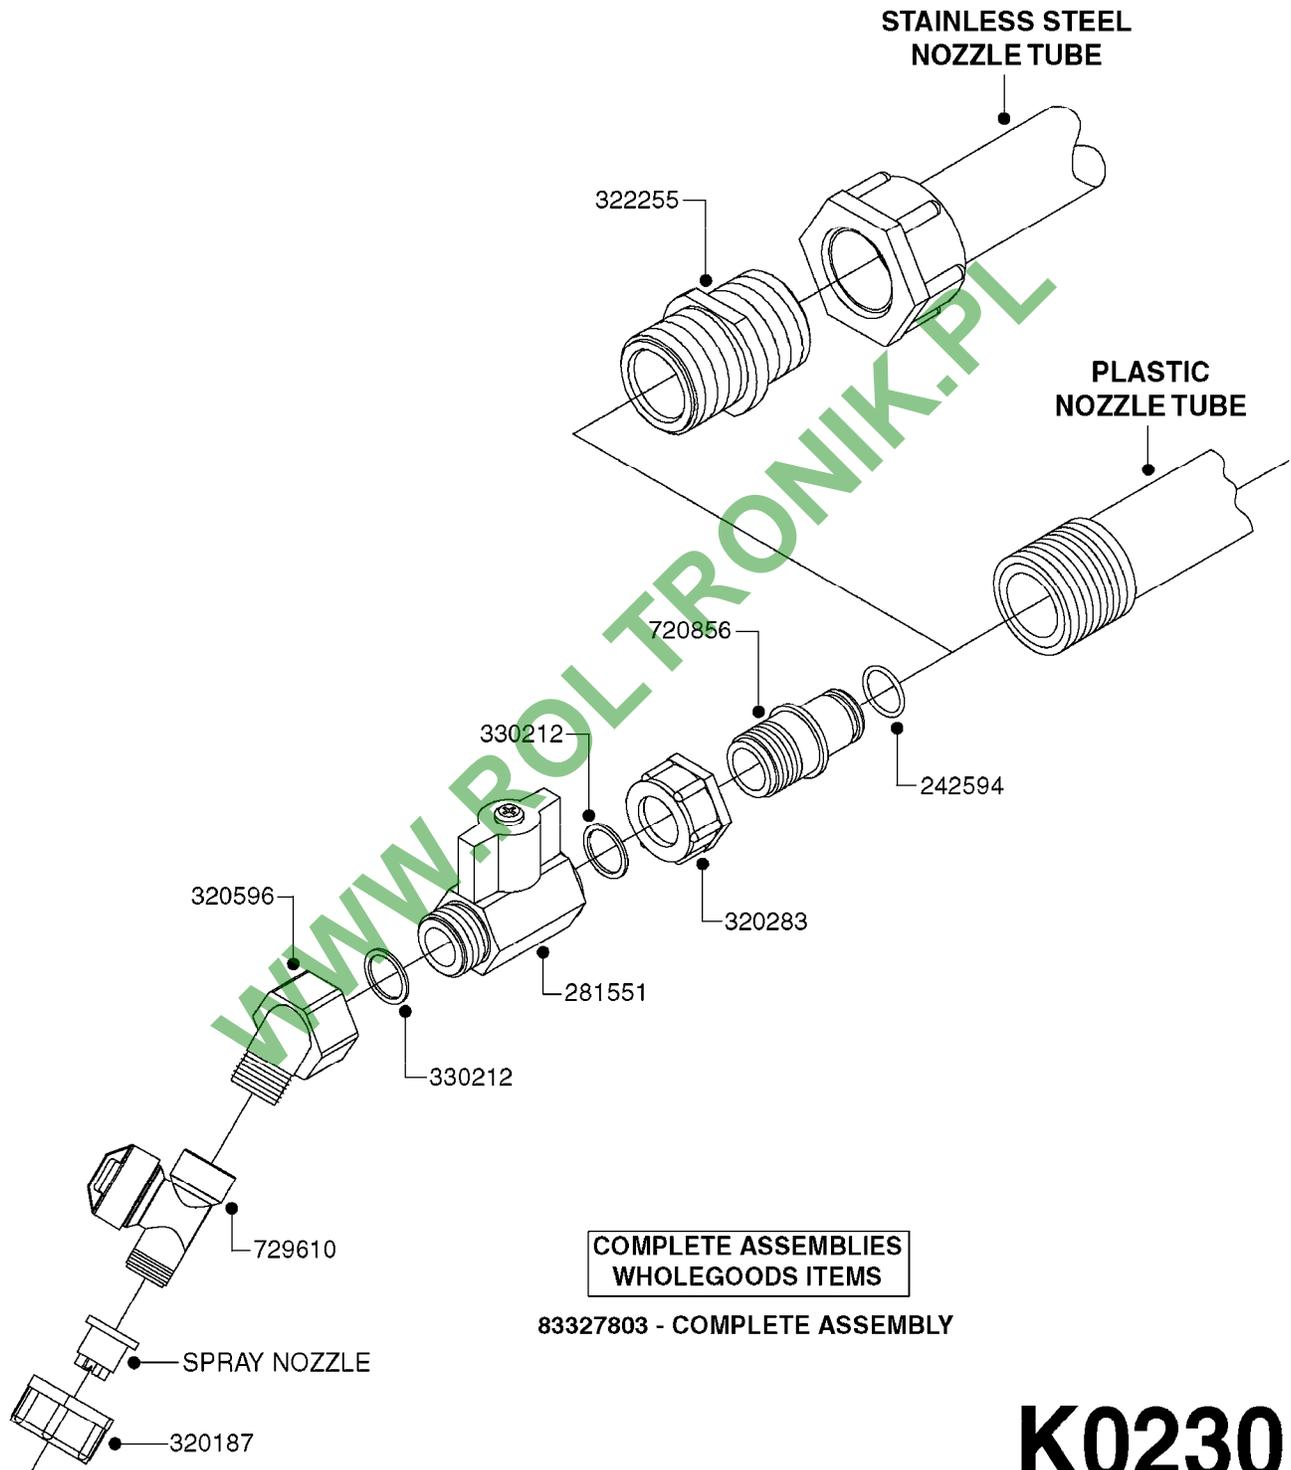 STAINLESS STEEL
NOZZLE TUBE
322255
PLASTIC
NOZZLE TUBE
720856
330212
242594
320596
320283
281551
330212
729610
COMPLETE ASSEMBLIES
WHOLEGOODS ITEMS
83327803 - COMPLETE ASSEMBLY
SPRAY NOZZLE
320187
K0230
WWW.ROLTRONIK.PL